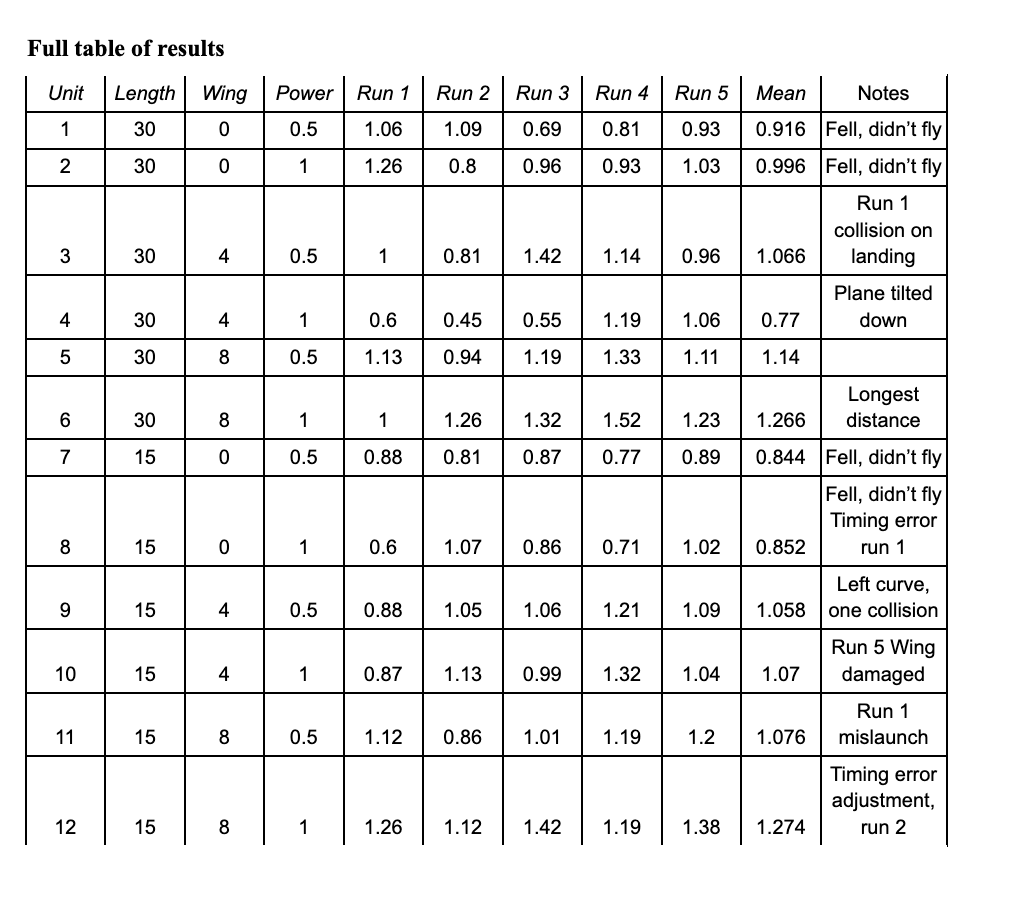 Full table of results
Unit Length Wing Power Run 1 Run 2 Run 3 Run 4 Run 5 Mean Notes
1 30 0 0.5 1.06 1.09 0.69 0.81 0.93 0.916 Fell, didn’t fly
2 30 0 1 1.26 0.8 0.96 0.93 1.03 0.996 Fell, didn’t fly
Run 1
collision on
3 30 4 0.5 1 0.81 1.42 1.14 0.96 1.066 landing
Plane tilted
4 30 4 1 0.6 0.45 0.55 1.19 1.06 0.77 down
5 30 8 0.5 1.13 0.94 1.19 1.33 1.11 1.14
Longest
6 30 8 1 1 1.26 1.32 1.52 1.23 1.266 distance
7 15 0 0.5 0.88 0.81 0.87 0.77 0.89 0.844 Fell, didn’t fly
Fell, didn’t fly
Timing error
8 15 0 1 0.6 1.07 0.86 0.71 1.02 0.852 run 1
Left curve,
9 15 4 0.5 0.88 1.05 1.06 1.21 1.09 1.058 one collision
Run 5 Wing
10 15 4 1 0.87 1.13 0.99 1.32 1.04 1.07 damaged
Run 1
11 15 8 0.5 1.12 0.86 1.01 1.19 1.2 1.076 mislaunch
Timing error
adjustment,
12 15 8 1 1.26 1.12 1.42 1.19 1.38 1.274 run 2